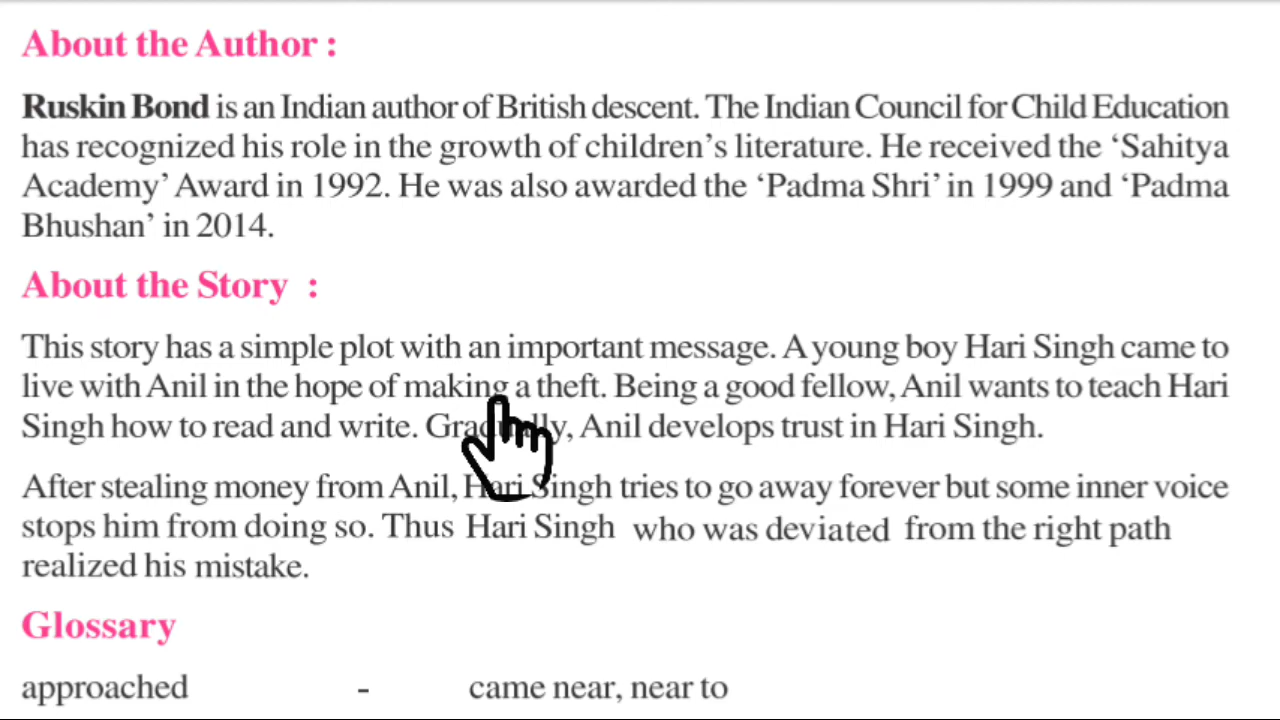 About the Author :
Ruskin Bond is an Indian author of British descent. The Indian Council for Child Education
has recognized his role in the growth of children’s literature. He received the ‘Sahitya
Academy’ Award in 1992. He was also awarded the ‘Padma Shri’ in 1999 and ‘Padma
Bhushan’ in 2014.
About the Story :
This story has a simple plot with an important message. A young boy Hari Singh came to
live with Anil in the hope of making a theft. Being a good fellow, Anil wants to teach Hari
Singh how to read and write. Gradually, Anil develops trust in Hari Singh.
After stealing money from Anil, Hari Singh tries to go away forever but some inner voice
stops him from doing so. Thus Hari Singh who was deviated from the right path
realized his mistake.
Glossary
approached - came near, near to